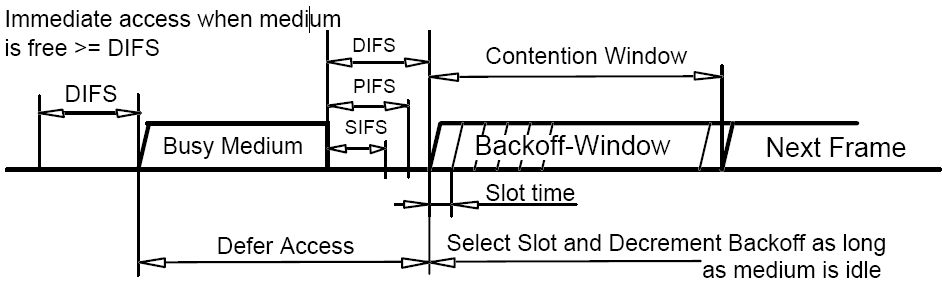 Immediate access when medium
is free >= DIFS
DIFS
DIFS
PIFS
SIFS
Contention Window
Busy Medium
Backoff-Window
Next Frame
Slot time
Defer Access
Select Slot and Decrement Backoff as long
as medium is idle